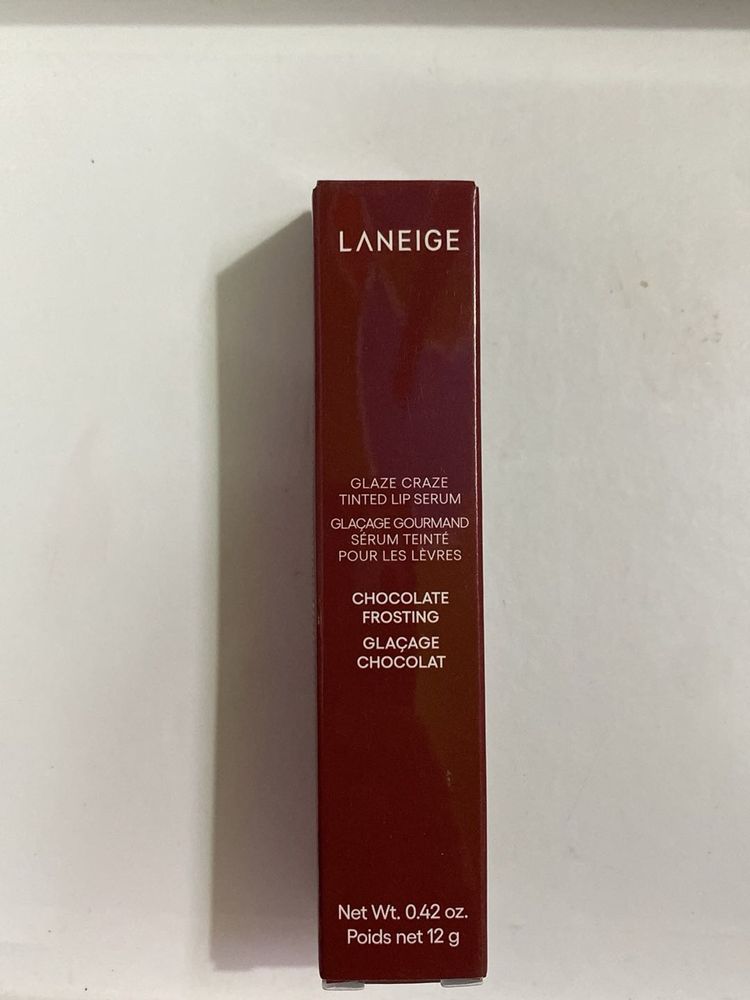 LANEIGE
GLAZE CRAZE
TINTED LIP SERUM
GLAÇAGE GOURMAND
SÉRUM TEINTÉ
POUR LES LÈVRES
CHOCOLATE
FROSTING
GLAÇAGE
CHOCOLAT
Net Wt. 0.42 oz.
Poids net 12 g